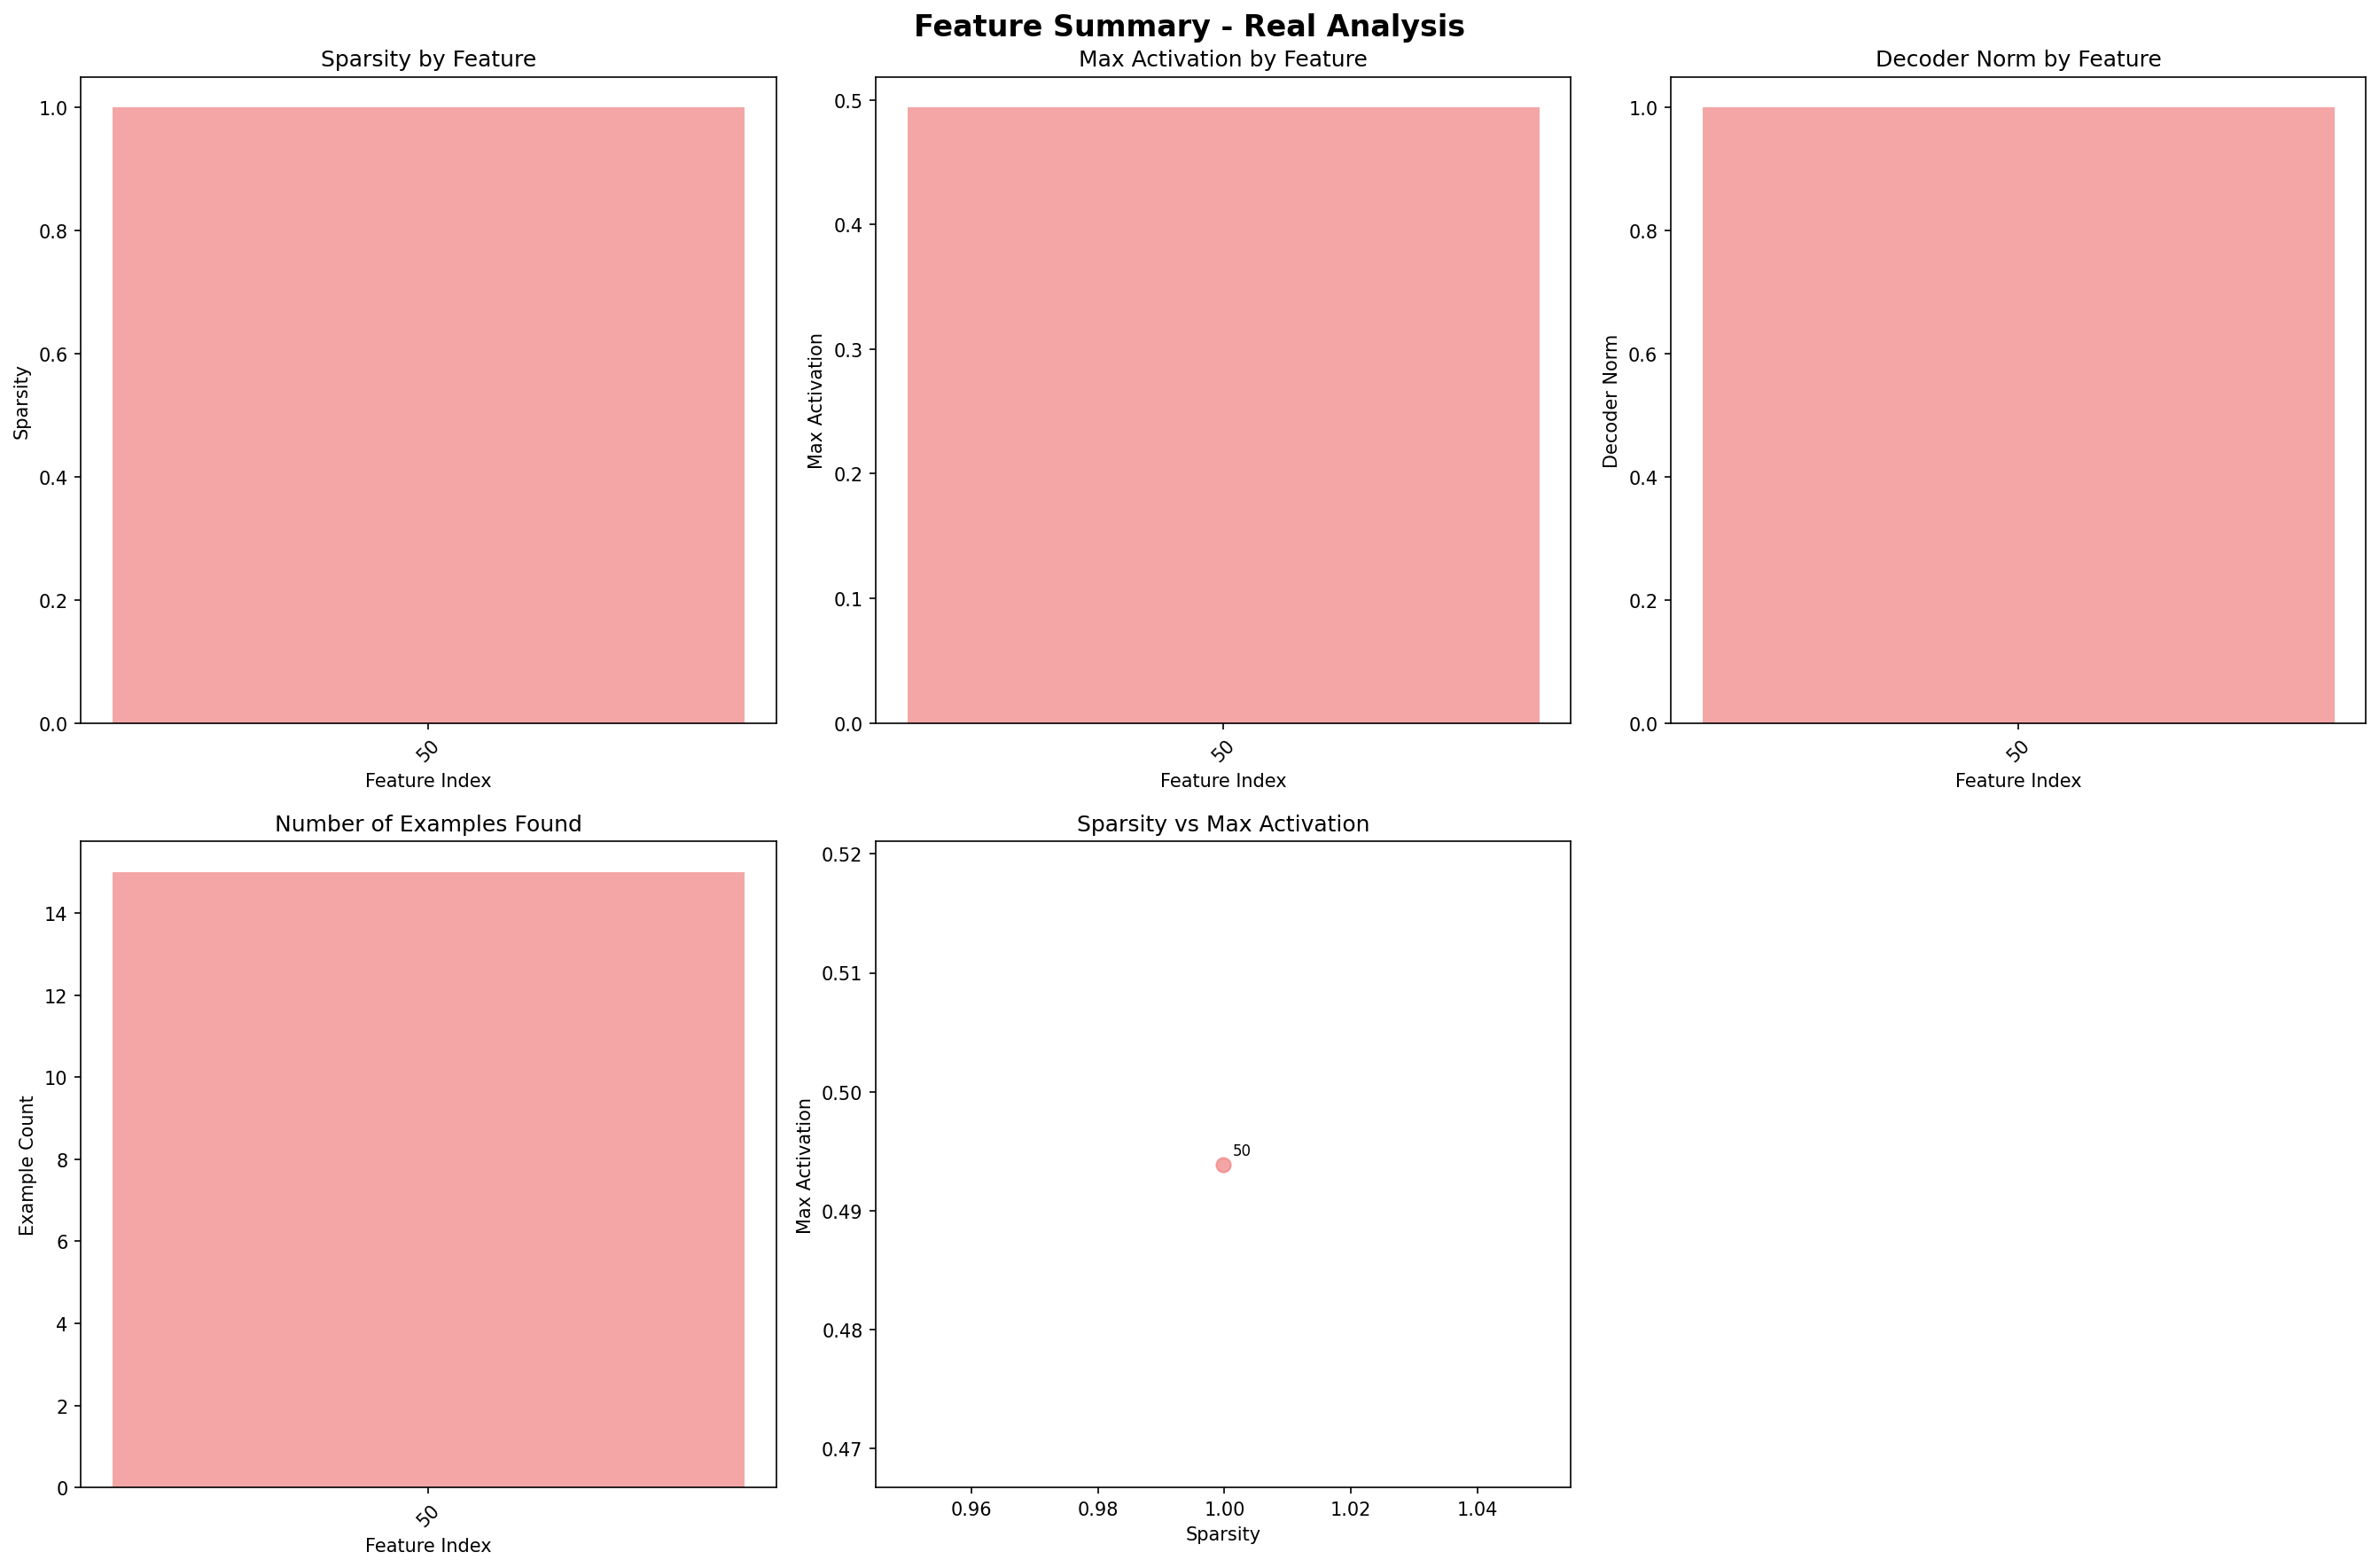 Feature Summary - Real Analysis
Sparsity by Feature
Sparsity
1.0
0.8
0.6
0.4
0.2
0.0
50
Feature Index
Max Activation by Feature
Max Activation
0.5
0.4
0.3
0.2
0.1
0.0
50
Feature Index
Decoder Norm by Feature
Decoder Norm
1.0
0.8
0.6
0.4
0.2
0.0
50
Feature Index
Number of Examples Found
Example Count
14
12
10
8
6
4
2
0
50
Feature Index
Sparsity vs Max Activation
Max Activation
0.52
0.51
0.50
0.49
0.48
0.47
50
0.96 0.98 1.00 1.02 1.04
Sparsity